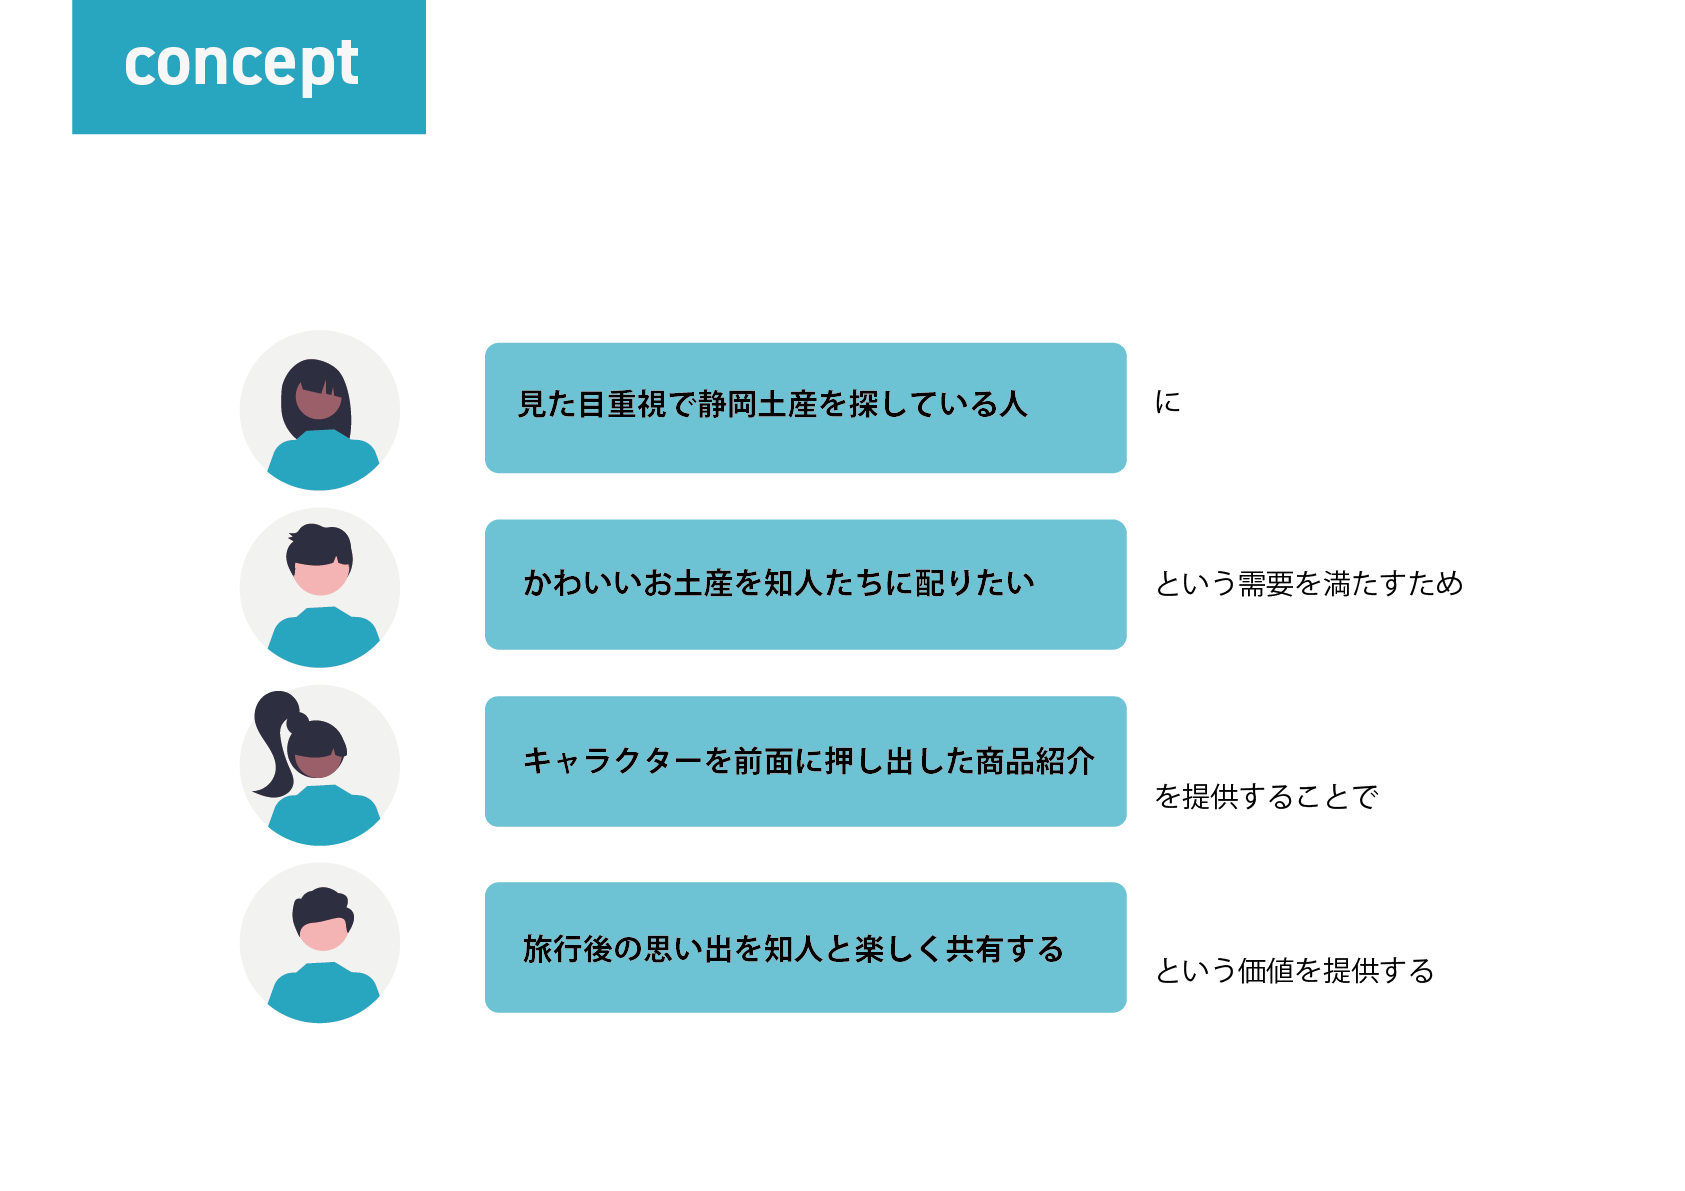 concept
見た目重視で静岡土産を探している人 に
かわいいお土産を知人たちに配りたい という需要を満たすため
キャラクターを前面に押し出した商品紹介 を提供することで
旅行後の思い出を知人と楽しく共有する という価値を提供する